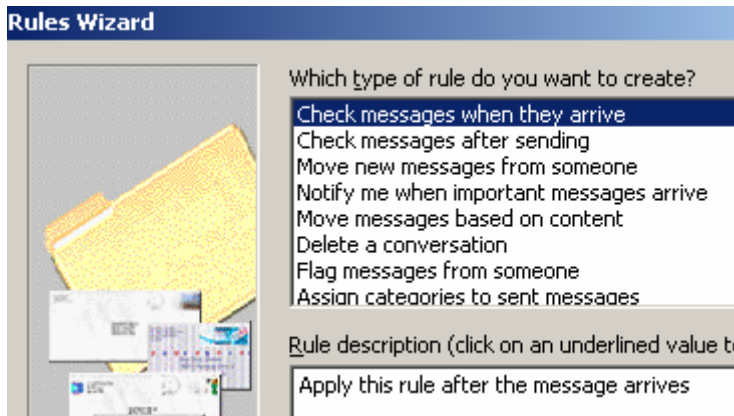 Rules Wizard
Which type of rule do you want to create?
Check messages when they arrive
Check messages after sending
Move new messages from someone
Notify me when important messages arrive
Move messages based on content
Delete a conversation
Flag messages from someone
Assign categories to sent messages
Rule description (click on an underlined value t
Apply this rule after the message arrives